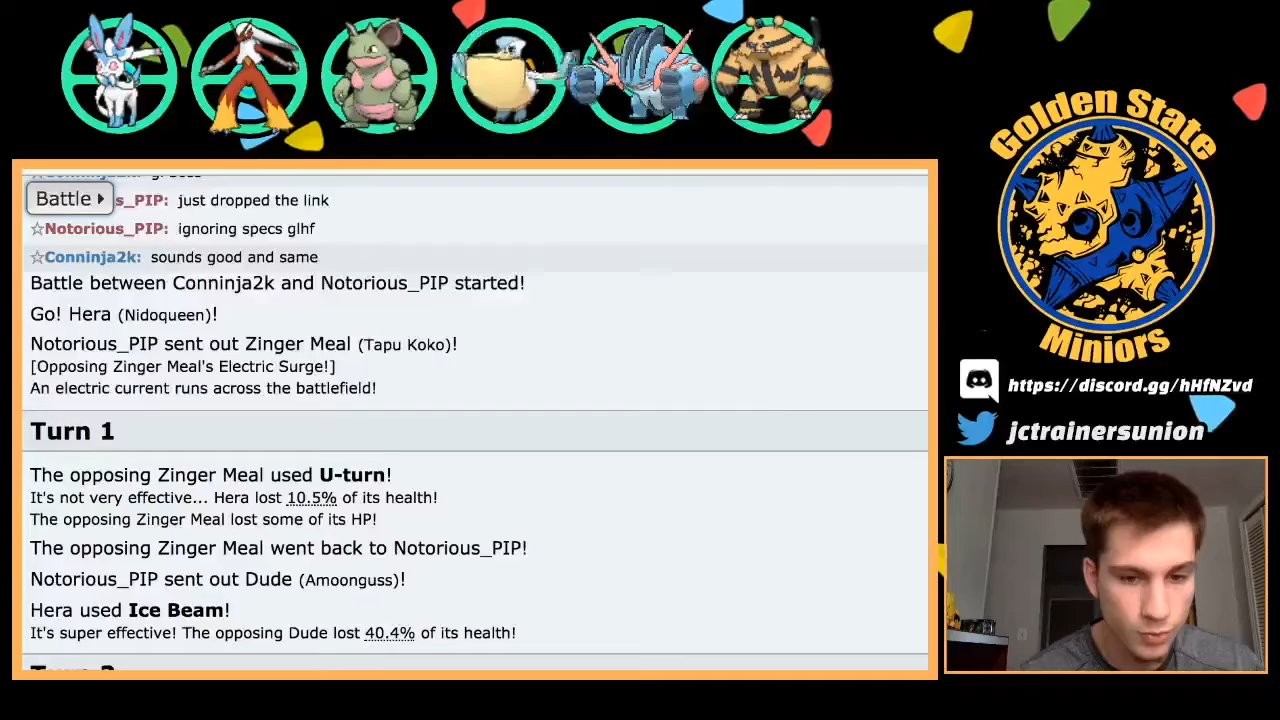 Battle
s_PIP: just dropped the link
☆Notorious_PIP: ignoring specs glhf
☆Conninja2k: sounds good and same
Battle between Conninja2k and Notorious_PIP started!
Go! Hera (Nidoqueen)!
Notorious_PIP sent out Zinger Meal (Tapu Koko)!
[Opposing Zinger Meal's Electric Surge!]
An electric current runs across the battlefield!
Turn 1
The opposing Zinger Meal used U-turn!
It's not very effective... Hera lost 10.5% of its health!
The opposing Zinger Meal lost some of its HP!
The opposing Zinger Meal went back to Notorious_PIP!
Notorious_PIP sent out Dude (Amoonguss)!
Hera used Ice Beam!
It's super effective! The opposing Dude lost 40.4% of its health!
Golden State
Miniors
https://discord.gg/hHfNZvd
jctrainersunion